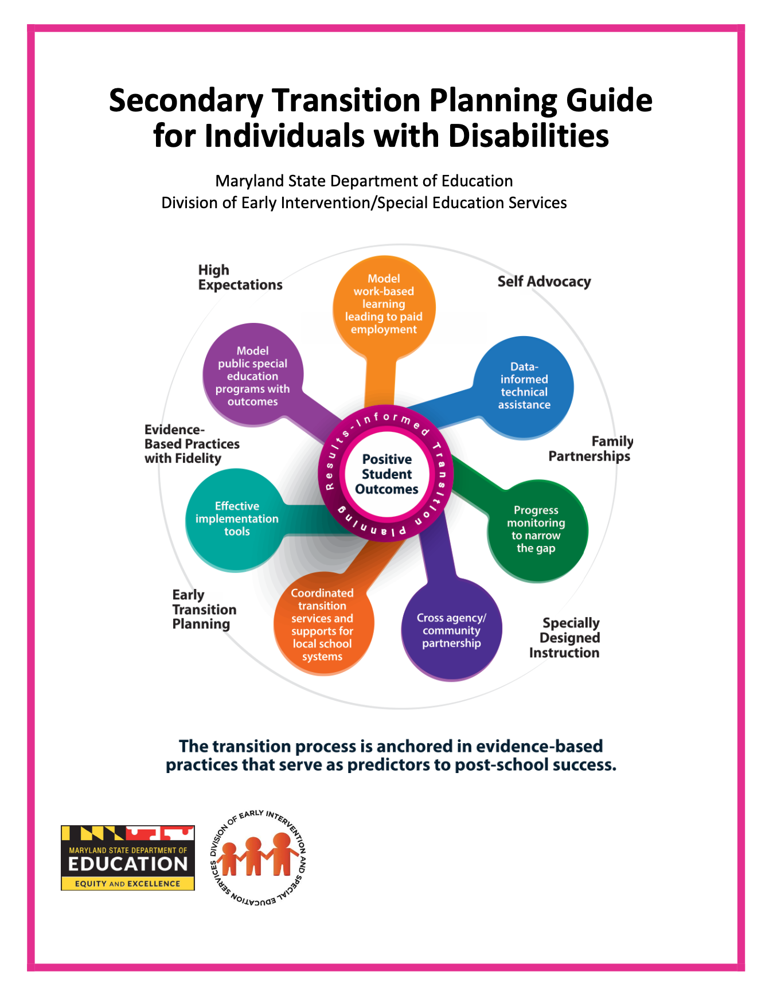 Secondary Transition Planning Guide
for Individuals with Disabilities
Maryland State Department of Education
Division of Early Intervention/Special Education Services
High
Expectations
Model
work-based
learning
leading to paid
employment
Self Advocacy
Model
public special
education
programs with
outcomes
Data-
informed
technical
assistance
Evidence-
Based Practices
with Fidelity
Results-Informed Transition Planning
Positive
Student
Outcomes
Family
Partnerships
Effective
implementation
tools
Progress
monitoring
to narrow
the gap
Early
Transition
Planning
Coordinated
transition
services and
supports for
local school
systems
Cross agency/
community
partnership
Specially
Designed
Instruction
The transition process is anchored in evidence-based
practices that serve as predictors to post-school success.
MARYLAND STATE DEPARTMENT OF
EDUCATION
EQUITY AND EXCELLENCE
DIVISION OF EARLY INTERVENTION AND SPECIAL EDUCATION SERVICES